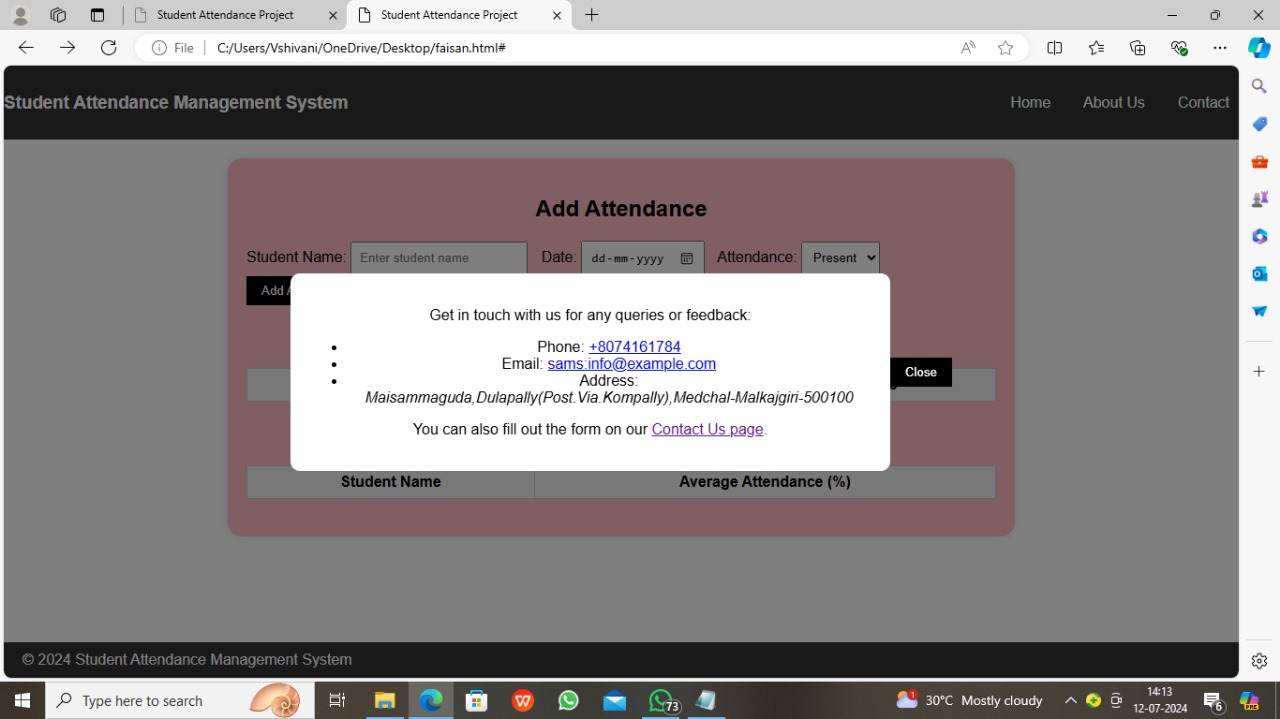 Student Attendance Project
Student Attendance Project
File
C:/Users/Vshivani/OneDrive/Desktop/faisan.html#
Student Attendance Management System
Home
About Us
Contact
Add Attendance
Student Name:
Enter student name
Date:
dd-mm-yyyy
Attendance:
Present
Add A
Get in touch with us for any queries or feedback:
Phone: +8074161784
Email: sams:info@example.com
Address:
Maisammaguda,Dulapally(Post.Via.Kompally),Medchal-Malkajgiri-500100
You can also fill out the form on our Contact Us page.
Close
Student Name
Average Attendance (%)
© 2024 Student Attendance Management System
Type here to search
73
1
30°C Mostly cloudy
14:13
12-07-2024
6
PRE